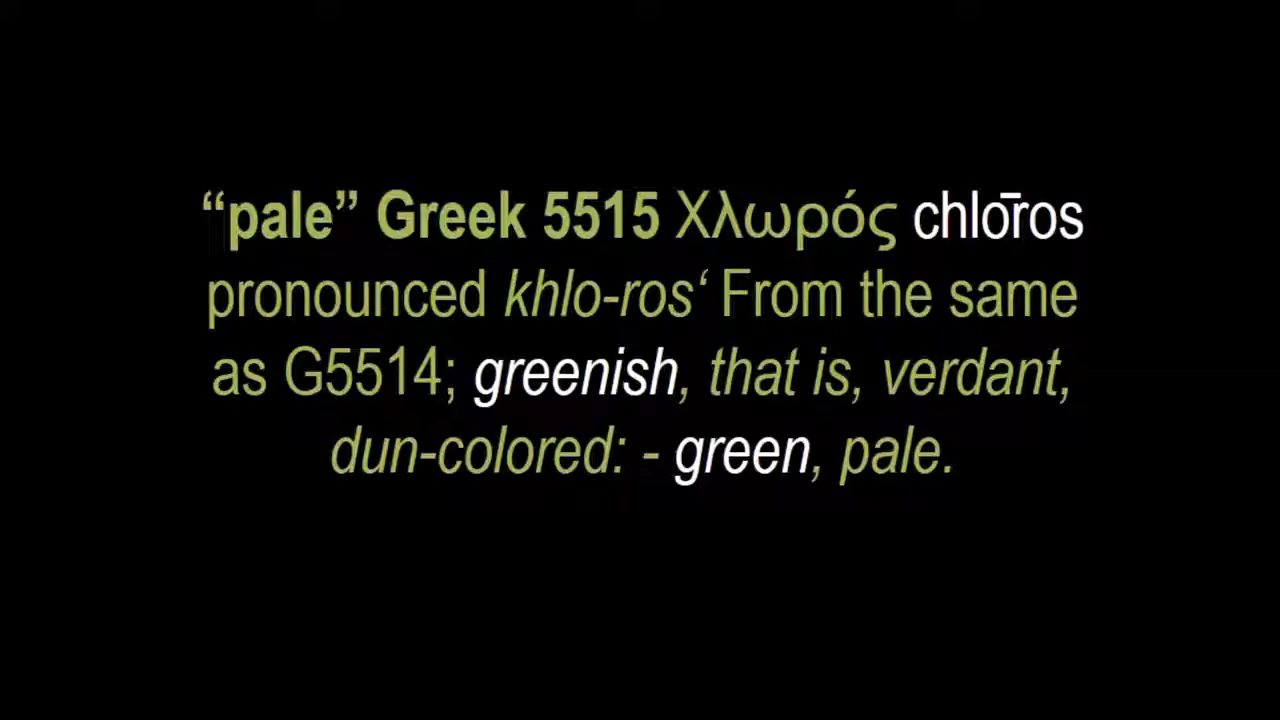 “pale” Greek 5515 Χλωρός chlōros
pronounced khlo-ros‘ From the same
as G5514; greenish, that is, verdant,
dun-colored: - green, pale.